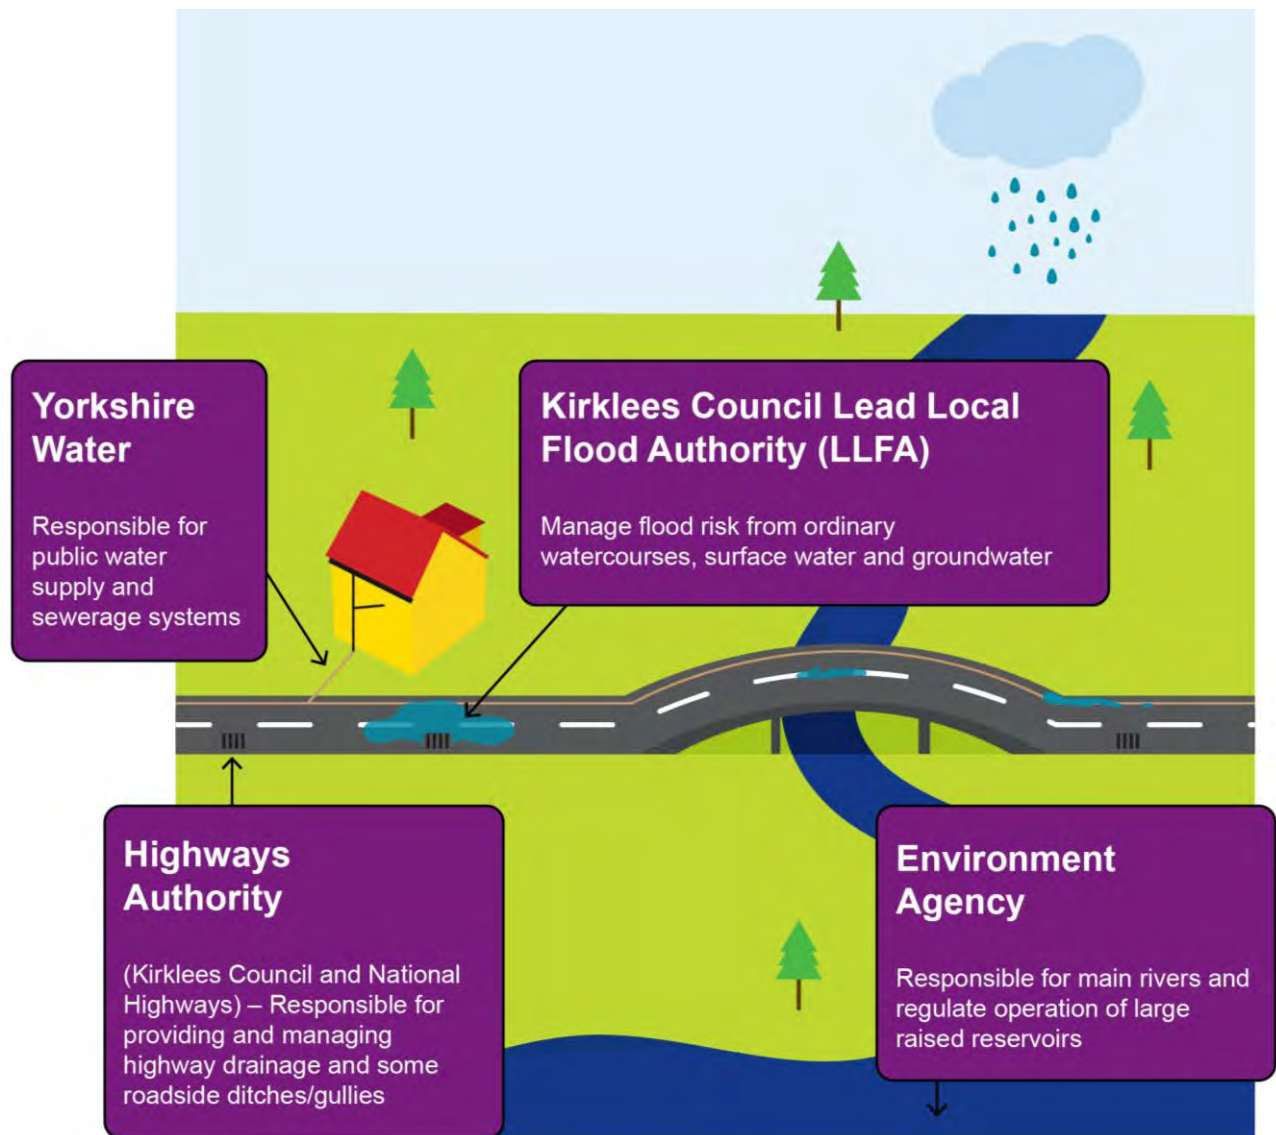 Yorkshire
Water
Responsible for
public water
supply and
sewerage systems
Kirklees Council Lead Local
Flood Authority (LLFA)
Manage flood risk from ordinary
watercourses, surface water and groundwater
Highways
Authority
(Kirklees Council and National
Highways) – Responsible for
providing and managing
highway drainage and some
roadside ditches/gullies
Environment
Agency
Responsible for main rivers and
regulate operation of large
raised reservoirs